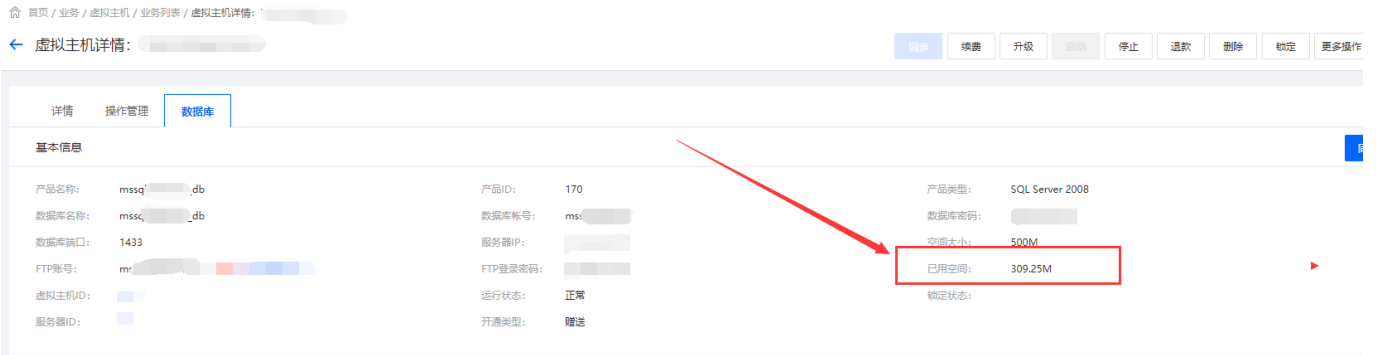 首页 / 业务 / 虚拟主机 / 业务列表 / 虚拟主机详情:
虚拟主机详情: 同步 续费 升级 启动 停止 退款 删除 锁定 更多操作
详情 操作管理 数据库
基本信息
产品名称: mssq _db 产品ID: 170 产品类型: SQL Server 2008
数据库名称: mssq _db 数据库帐号: mss 数据库密码:
数据库端口: 1433 服务器IP: 空间大小: 500M
FTP账号: FTP登录密码: 已用空间: 309.25M
虚拟主机ID: 运行状态: 正常 锁定状态:
服务器ID: 开通类型: 赠送